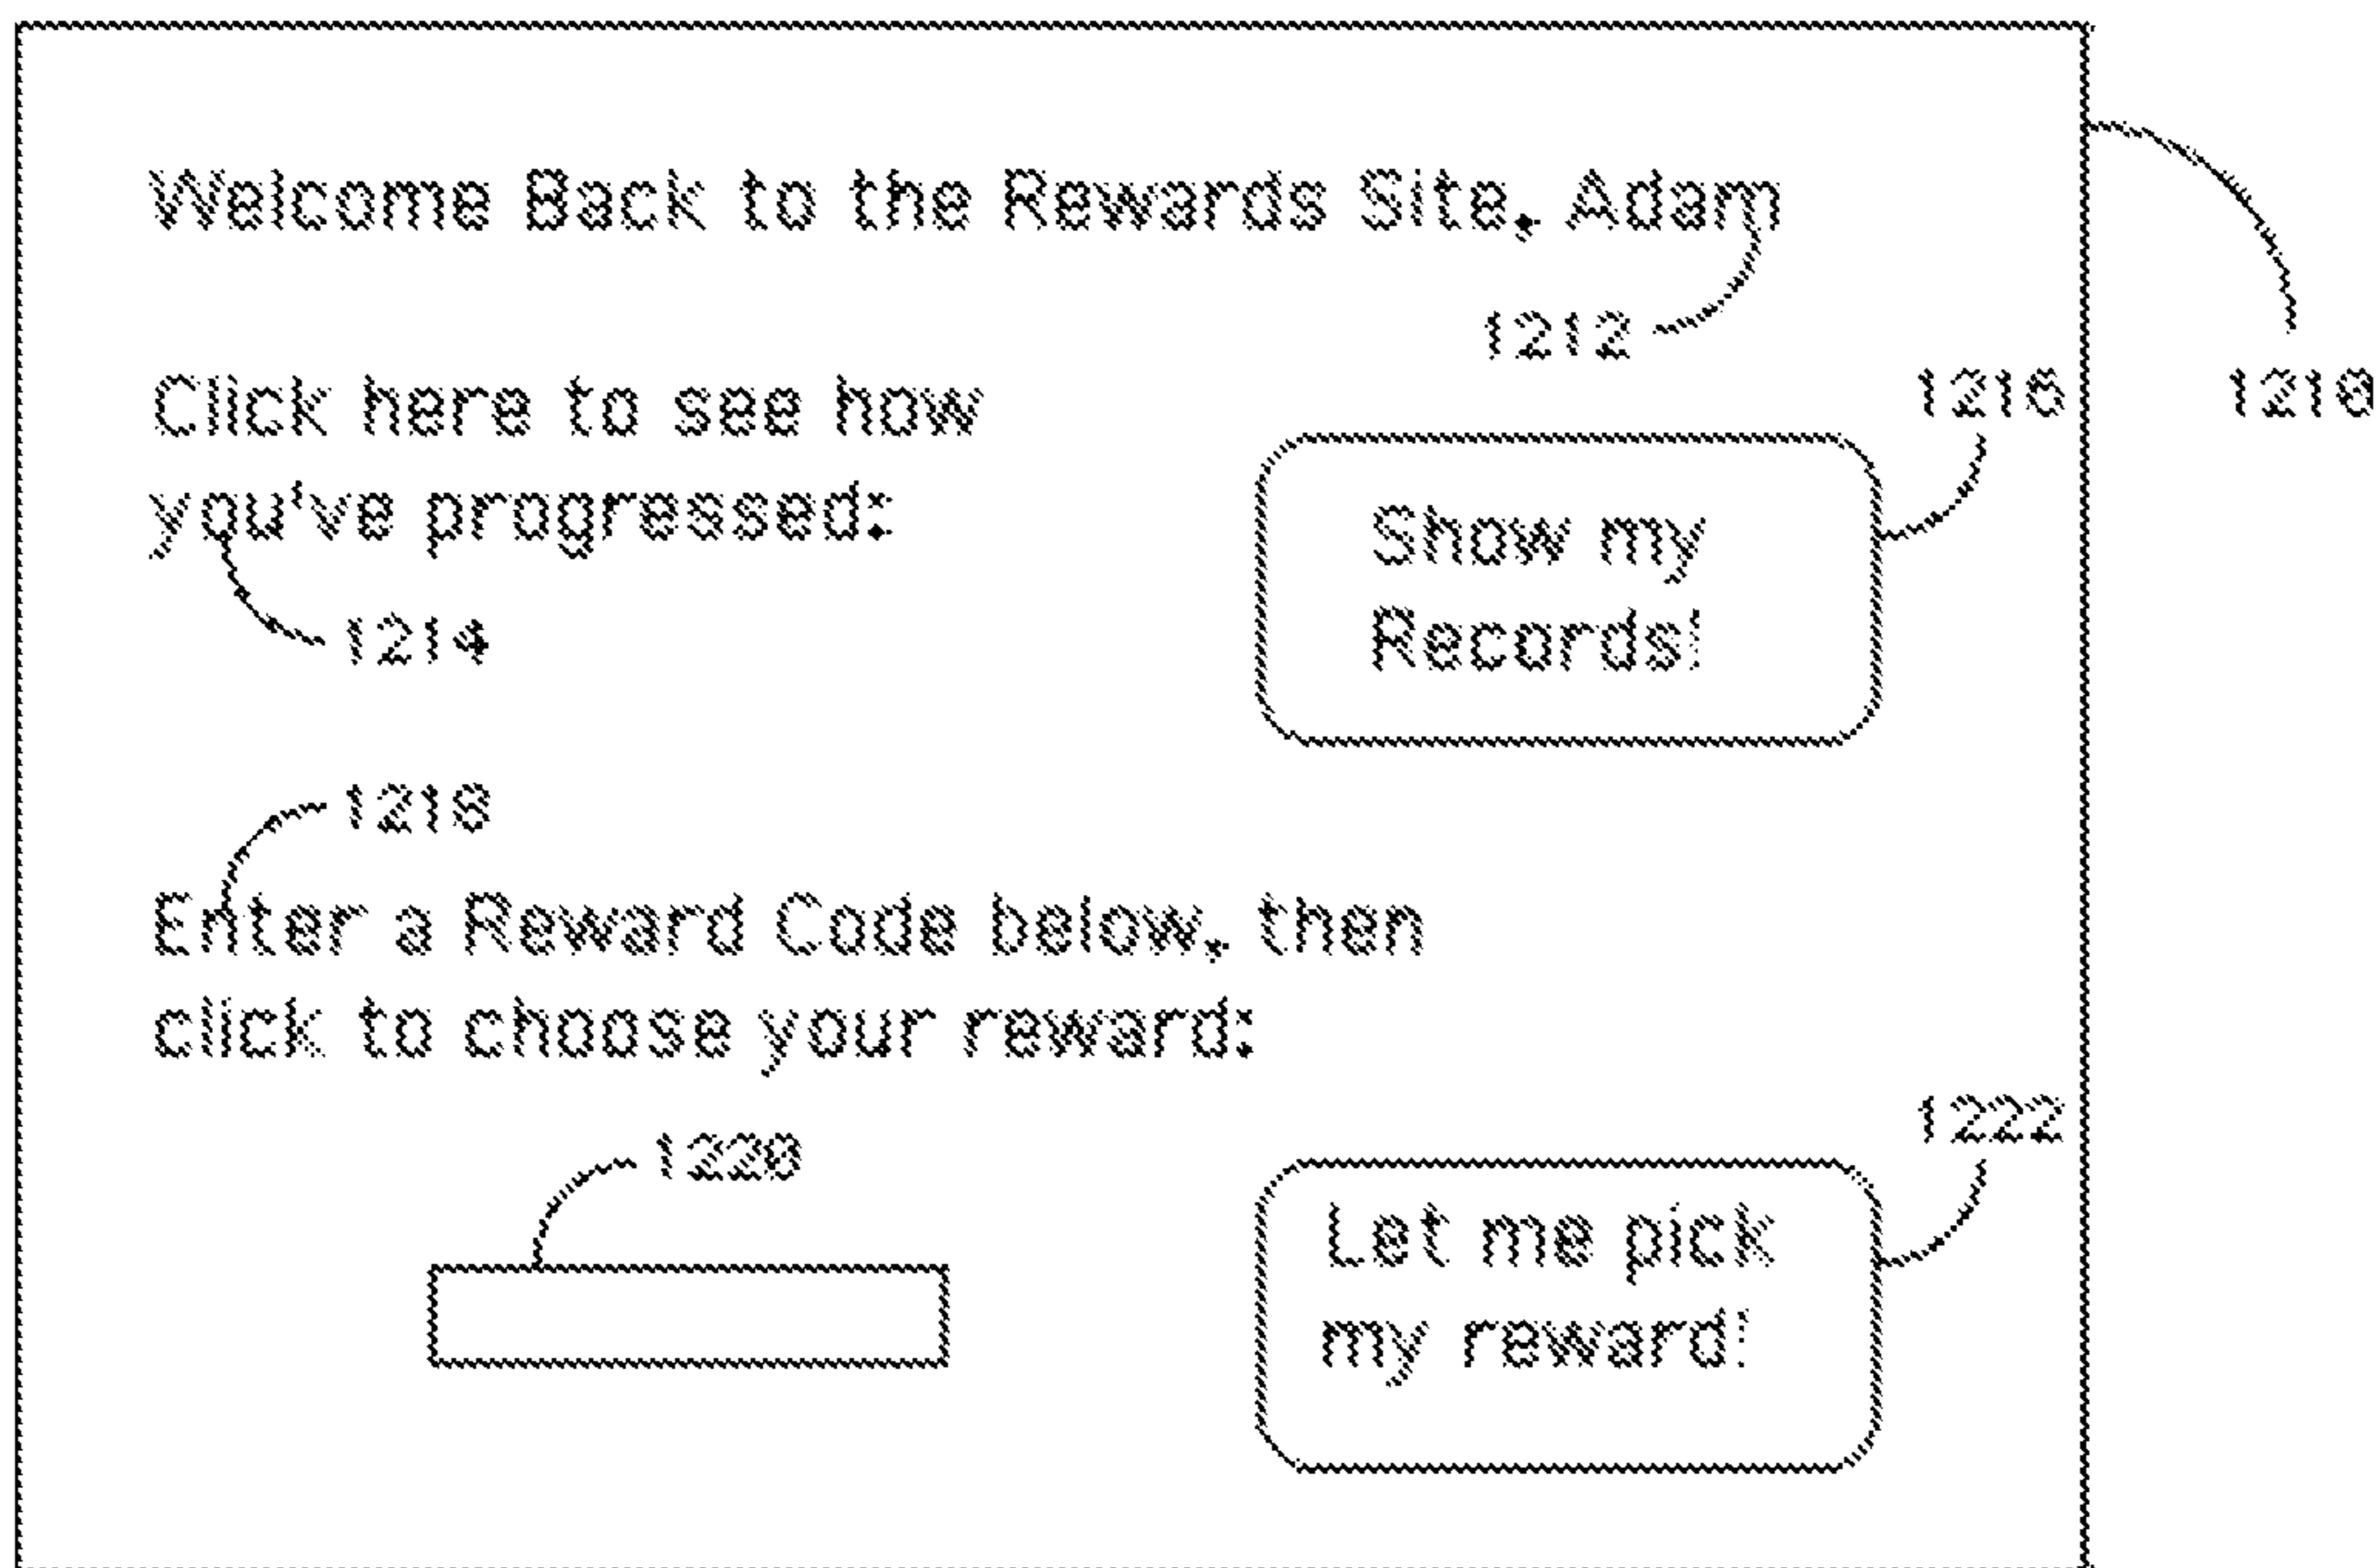 Welcome Back to the Rewards Site, Adam
1212
Click here to see how
you've progressed:
1216
1210
Show my
Records!
1214
1218
Enter a Reward Code below, then
click to choose your reward:
1220
1222
Let me pick
my reward!